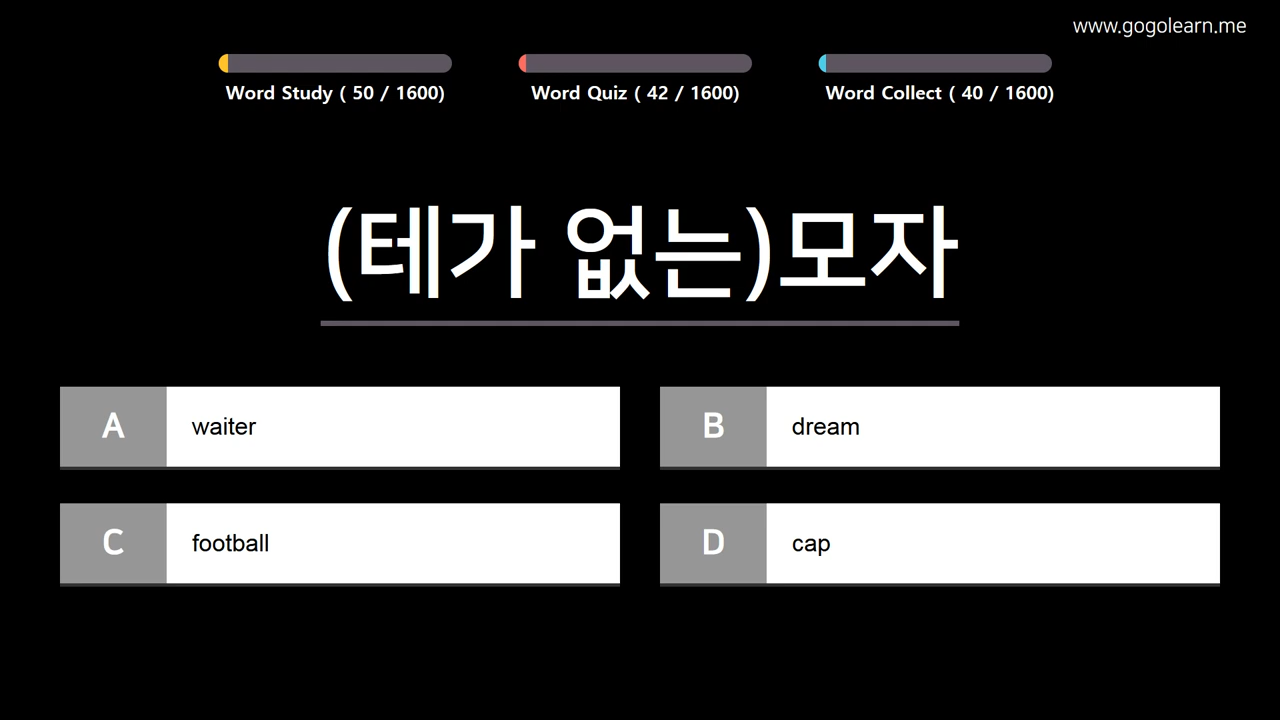 www.gogolearn.me
Word Study ( 50 / 1600)
Word Quiz ( 42 / 1600)
Word Collect ( 40 / 1600)
(테가 없는)모자
A waiter
B dream
C football
D cap